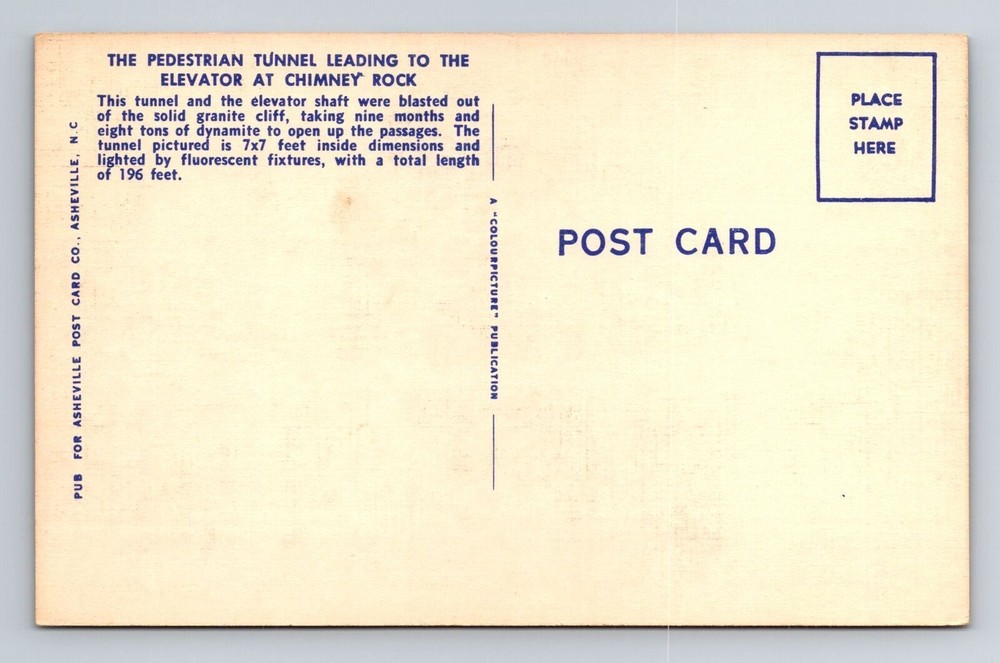 THE PEDESTRIAN TUNNEL LEADING TO THE
ELEVATOR AT CHIMNEY ROCK
This tunnel and the elevator shaft were blasted out
of the solid granite cliff, taking nine months and
eight tons of dynamite to open up the passages. The
tunnel pictured is 7x7 feet inside dimensions and
lighted by fluorescent fixtures, with a total length
of 196 feet.
PUB FOR ASHEVILLE POST CARD CO., ASHEVILLE, N.C
A "COLOURPICTURE" PUBLICATION
PLACE
STAMP
HERE
POST CARD